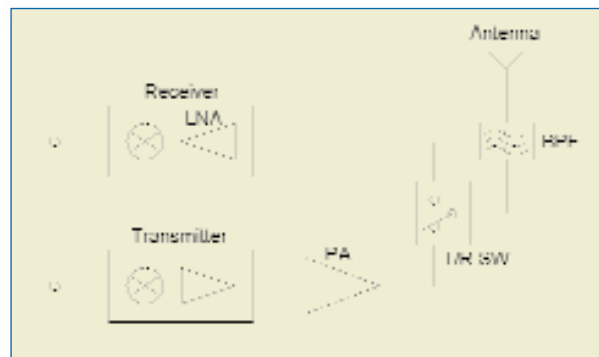 Antenna
Receiver
LNA
BPF
Transmitter
PA
T/R SW